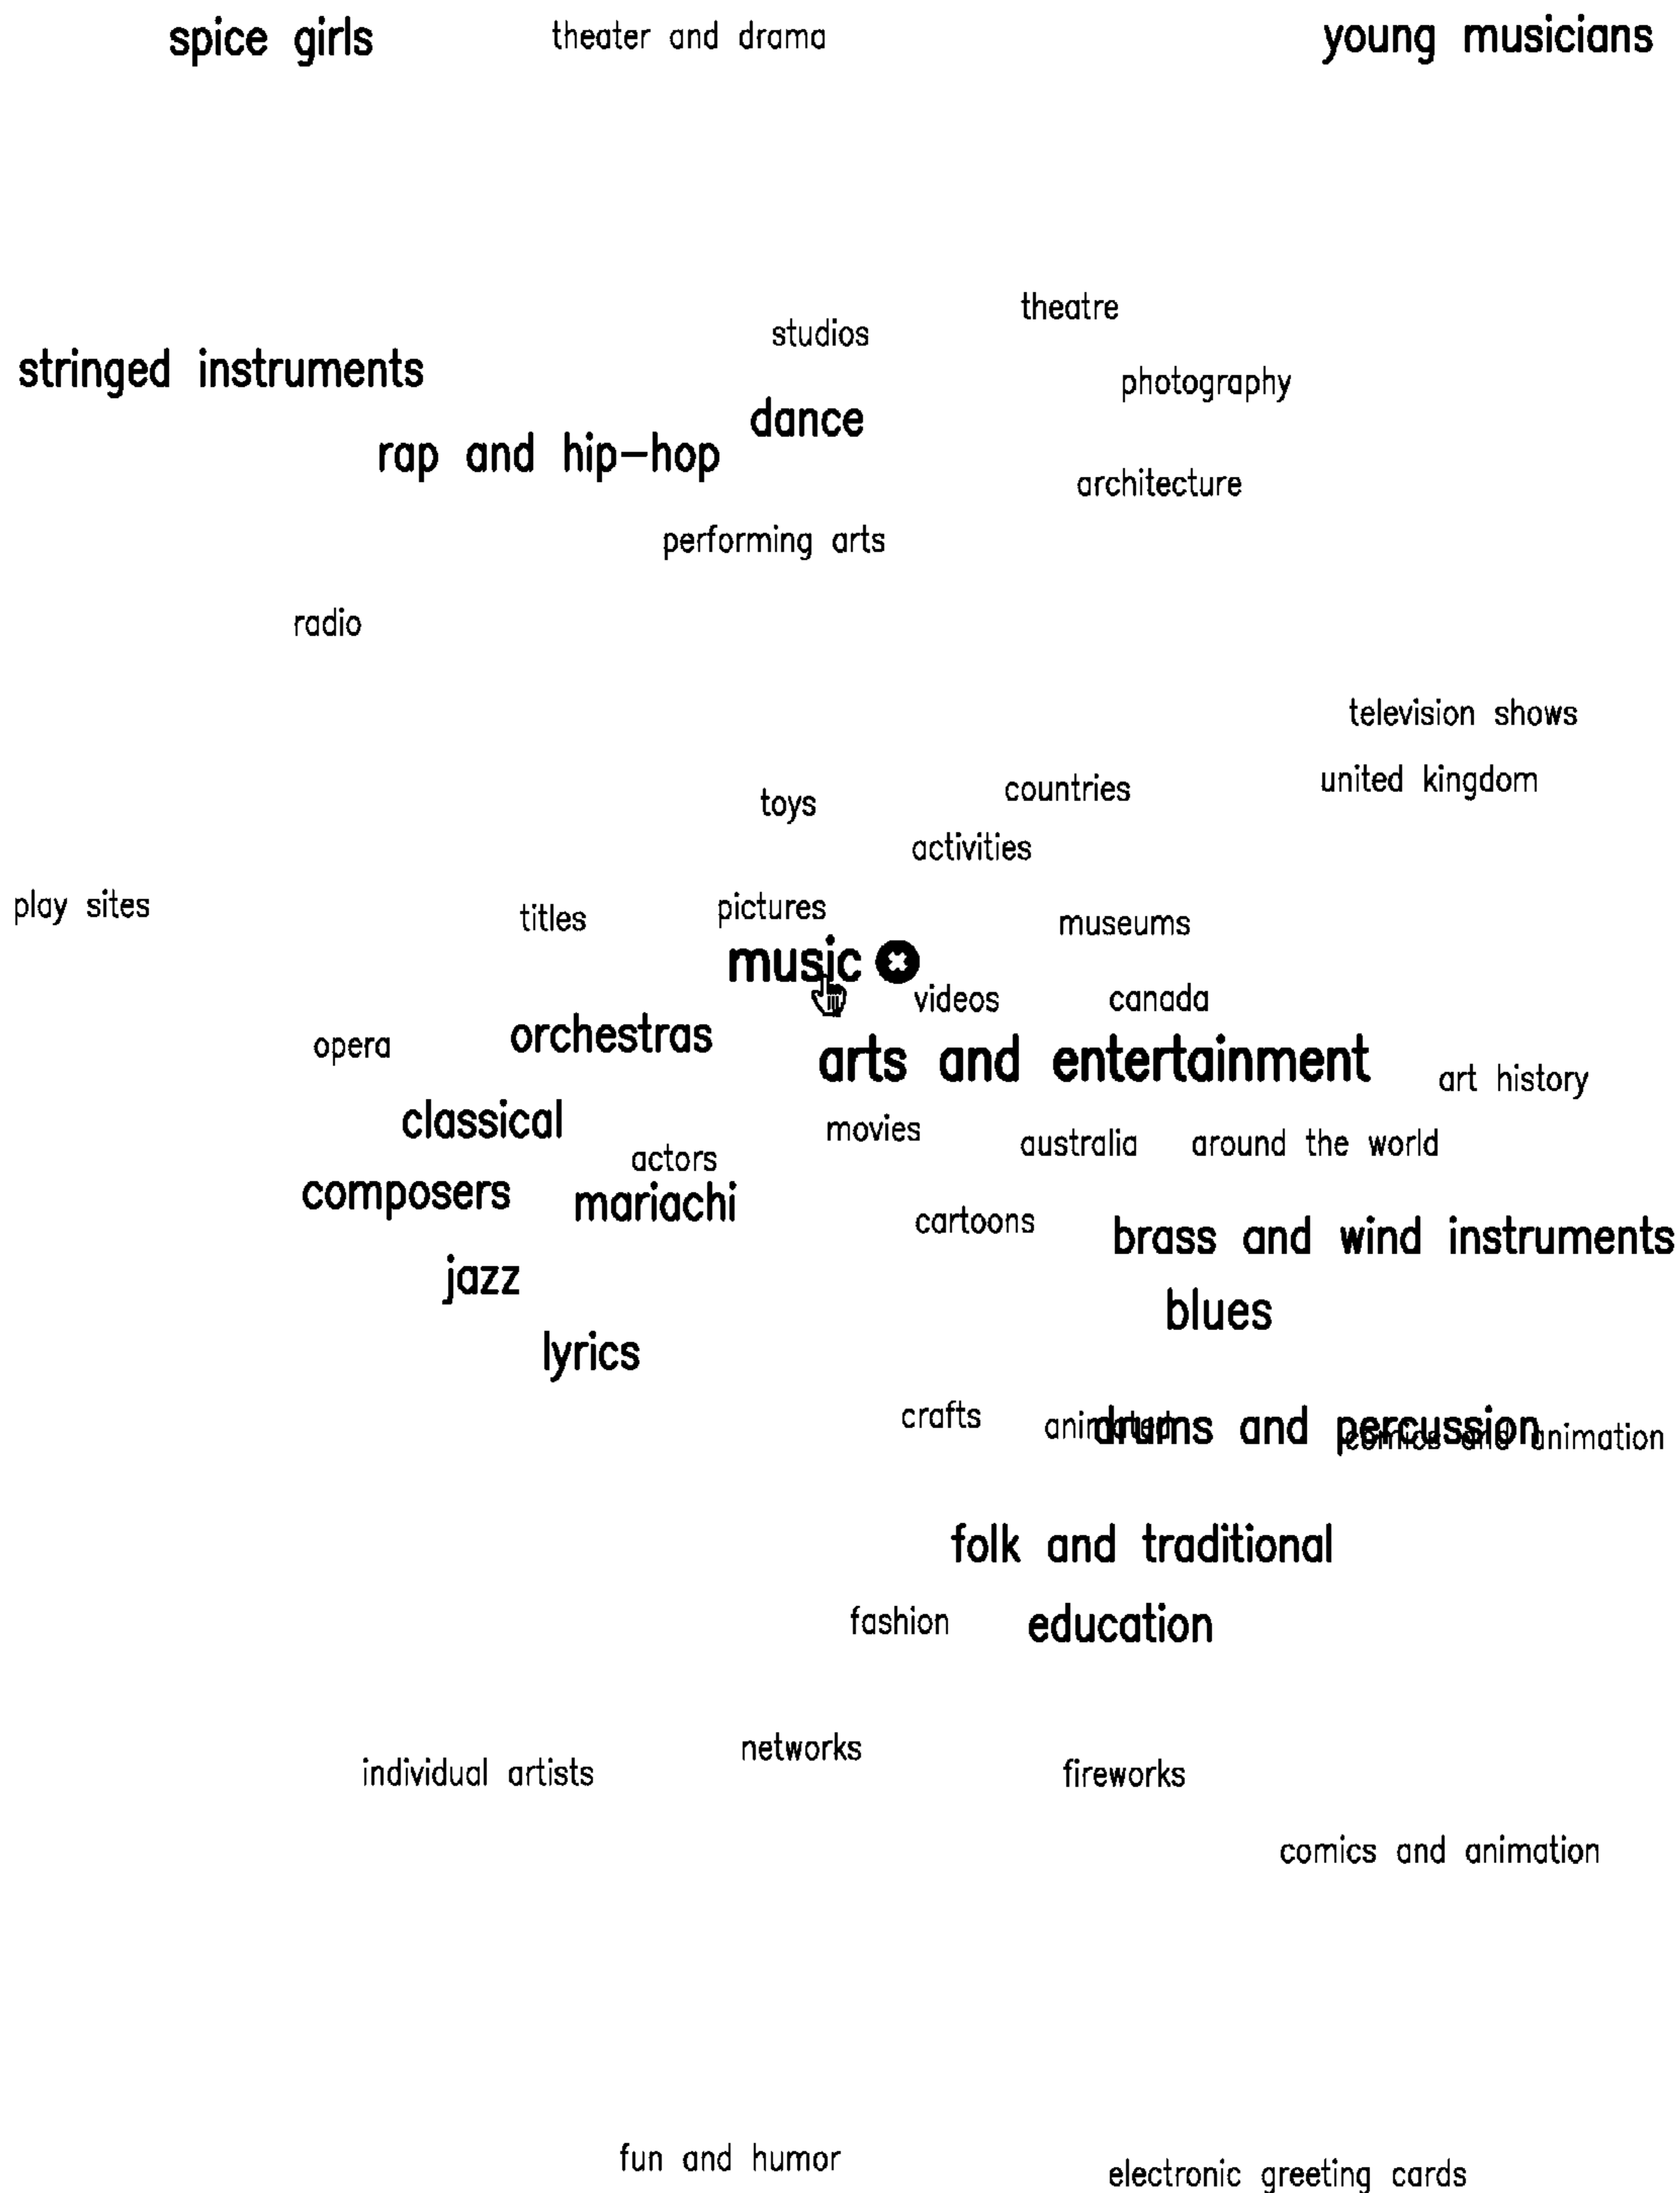 spice girls theater and drama young musicians
theatre
studios
stringed instruments photography
dance
rap and hip-hop
architecture
performing arts
radio
television shows
united kingdom
countries
toys
activities
play sites titles pictures museums
music
videos canada
opera orchestras
arts and entertainment art history
classical
movies
australia around the world
actors
composers mariachi
cartoons brass and wind instruments
jazz
blues
lyrics
crafts animated drums and percussion comics and animation
folk and traditional
fashion education
networks
individual artists fireworks
comics and animation
fun and humor
electronic greeting cards